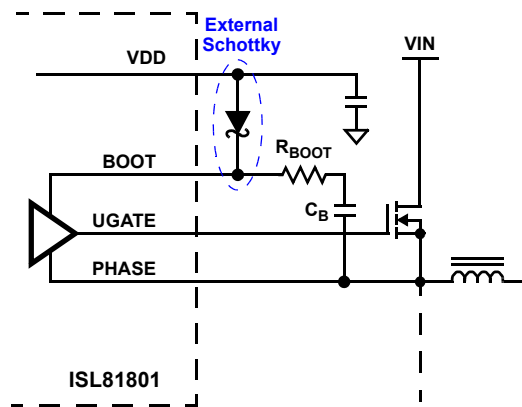 External
Schottky
VDD
VIN
BOOT
RBOOT
CB
UGATE
PHASE
ISL81801